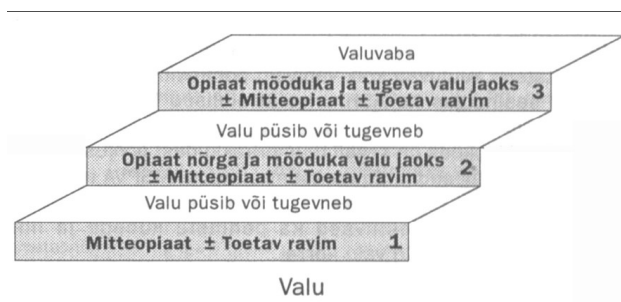 Valuvaba
Opiaat mõõduka ja tugeva valu jaoks 3
± Mitteopiaat ± Toetav ravim
Valu püsib või tugevneb
Opiaat nõrga ja mõõduka valu jaoks 2
± Mitteopiaat ± Toetav ravim
Valu püsib või tugevneb
Mitteopiaat ± Toetav ravim 1
Valu